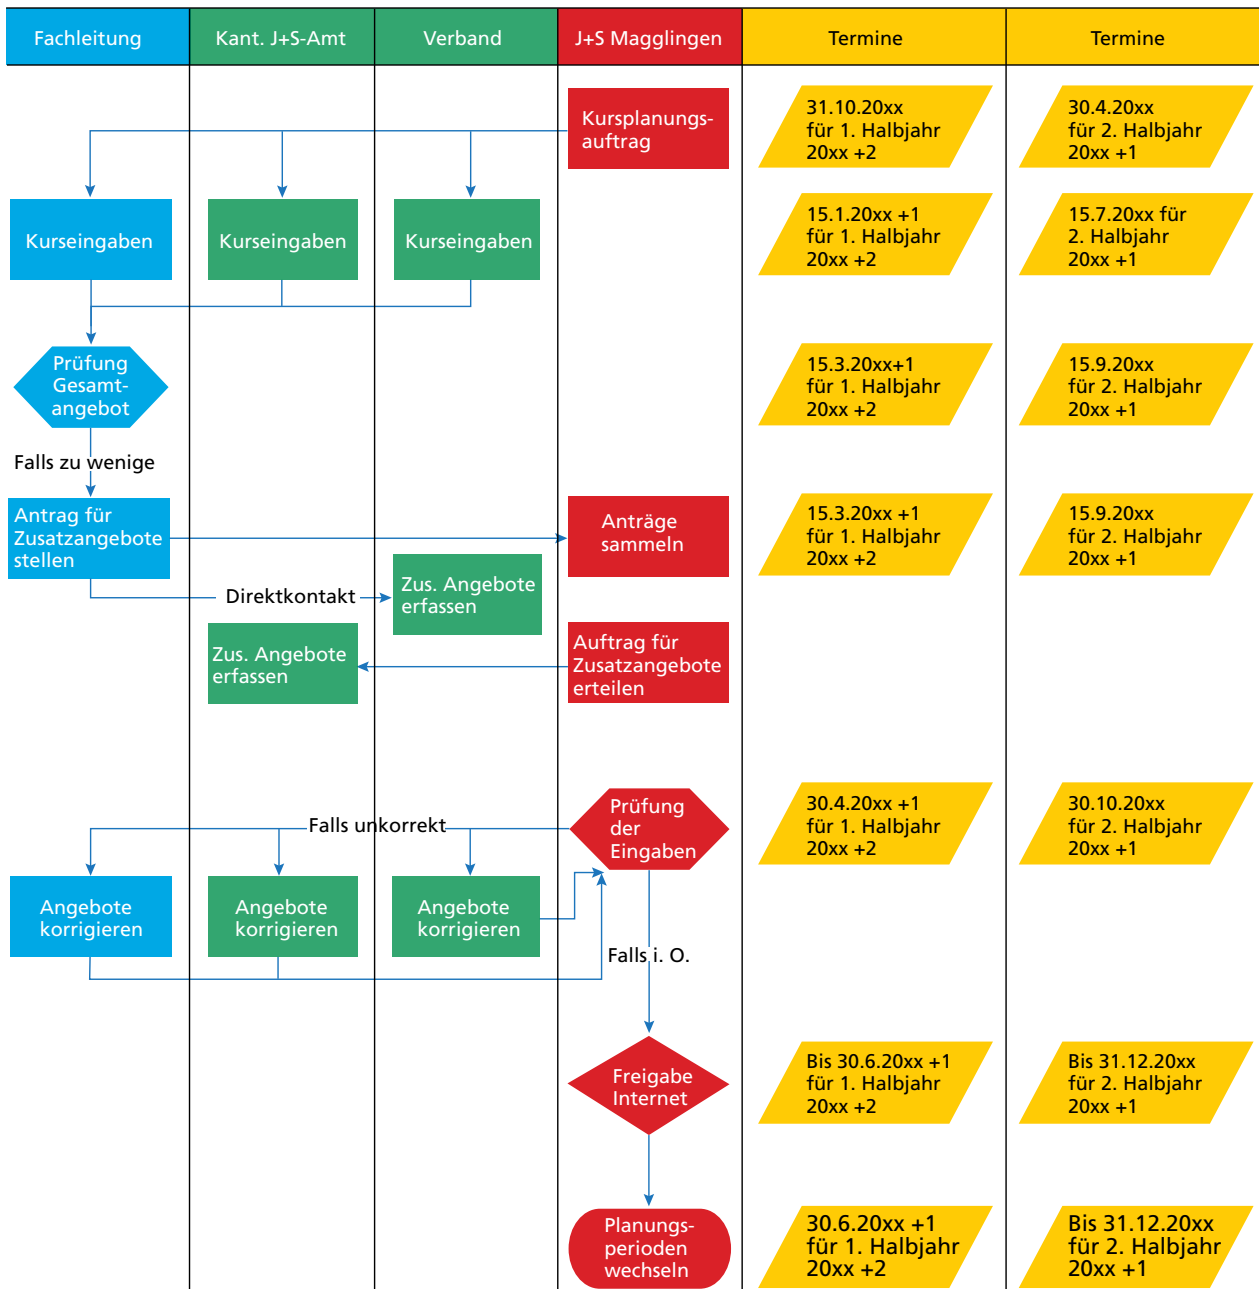 Fachleitung
Kant. J+S-Amt
Verband
J+S Magglingen
Termine
Termine
Kursplanungs-
auftrag
31.10.20xx
für 1. Halbjahr
20xx +2
30.4.20xx
für 2. Halbjahr
20xx +1
Kurseingaben
Kurseingaben
Kurseingaben
15.1.20xx +1
für 1. Halbjahr
20xx +2
15.7.20xx für
2. Halbjahr
20xx +1
Prüfung
Gesamt-
angebot
15.3.20xx+1
für 1. Halbjahr
20xx +2
15.9.20xx
für 2. Halbjahr
20xx +1
Falls zu wenige
Antrag für
Zusatzangebote
stellen
Anträge
sammeln
15.3.20xx +1
für 1. Halbjahr
20xx +2
15.9.20xx
für 2. Halbjahr
20xx +1
Direktkontakt
Zus. Angebote
erfassen
Zus. Angebote
erfassen
Auftrag für
Zusatzangebote
erteilen
Prüfung
der
Eingaben
30.4.20xx +1
für 1. Halbjahr
20xx +2
30.10.20xx
für 2. Halbjahr
20xx +1
Falls unkorrekt
Angebote
korrigieren
Angebote
korrigieren
Angebote
korrigieren
Falls i. O.
Freigabe
Internet
Bis 30.6.20xx +1
für 1. Halbjahr
20xx +2
Bis 31.12.20xx
für 2. Halbjahr
20xx +1
Planungs-
perioden
wechseln
30.6.20xx +1
für 1. Halbjahr
20xx +2
Bis 31.12.20xx
für 2. Halbjahr
20xx +1